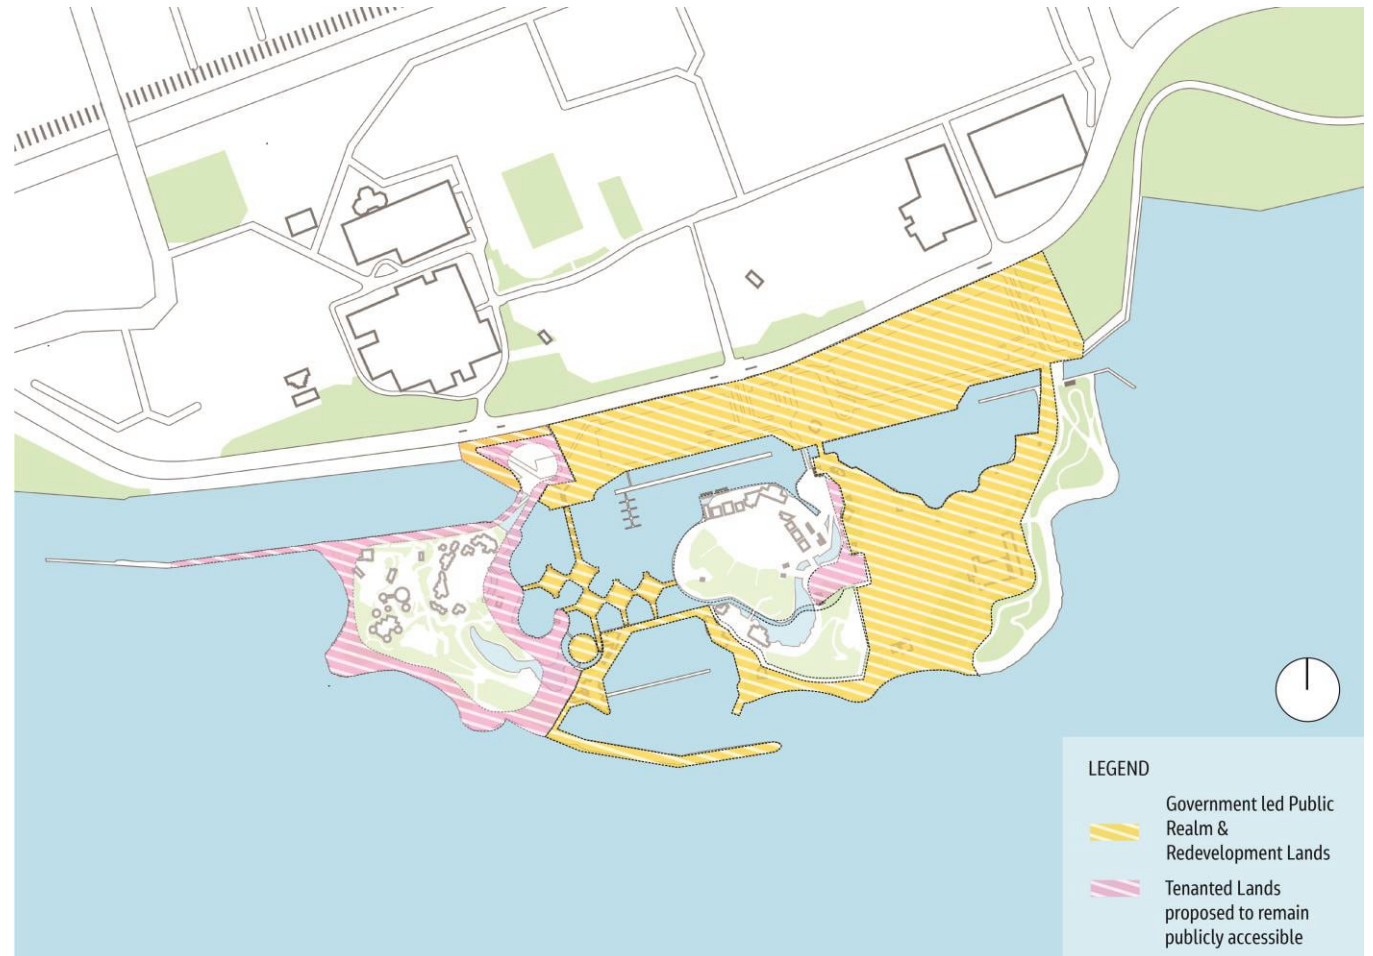 LEGEND
Government led Public
Realm &
Redevelopment Lands
Tenanted Lands
proposed to remain
publicly accessible